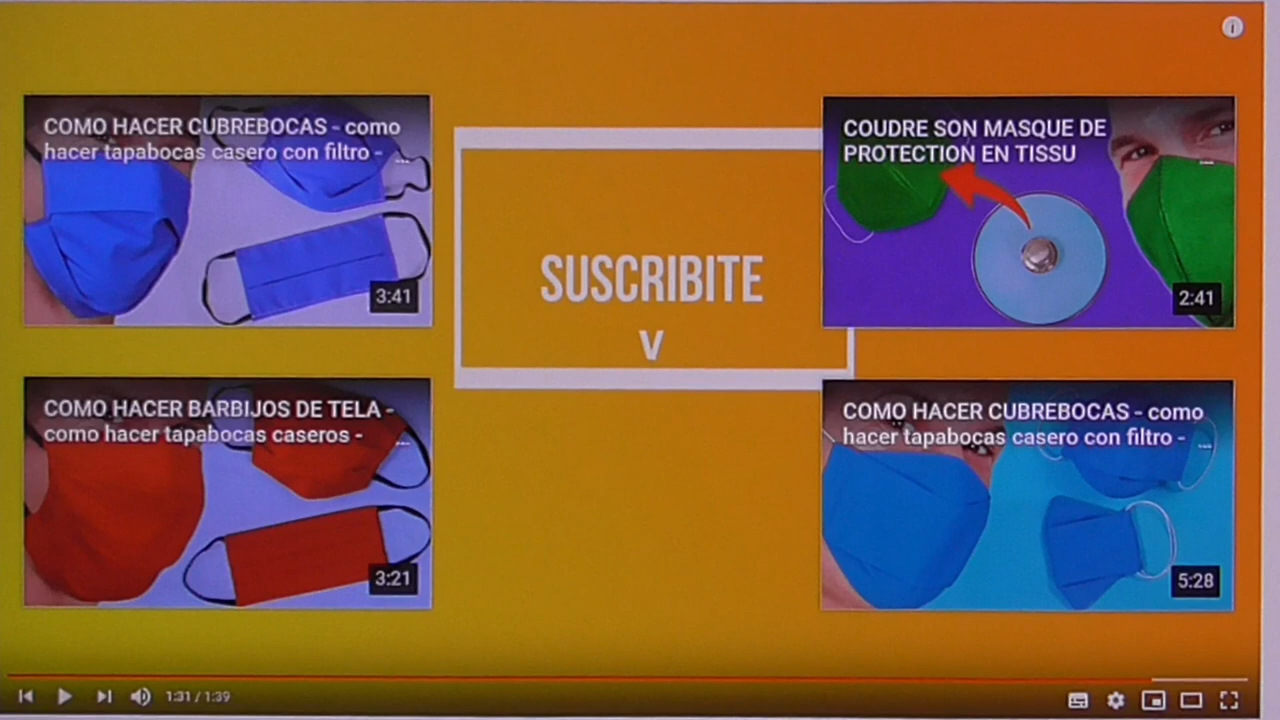 COMO HACER CUBREBOCAS - como
hacer tapabocas casero con filtro - ...
3:41
SUSCRIBITE
V
COUDRE SON MASQUE DE
PROTECTION EN TISSU
...
2:41
COMO HACER BARBIJOS DE TELA -
como hacer tapabocas caseros - ...
3:21
COMO HACER CUBREBOCAS - como
hacer tapabocas casero con filtro - ...
5:28
1:31 / 1:39